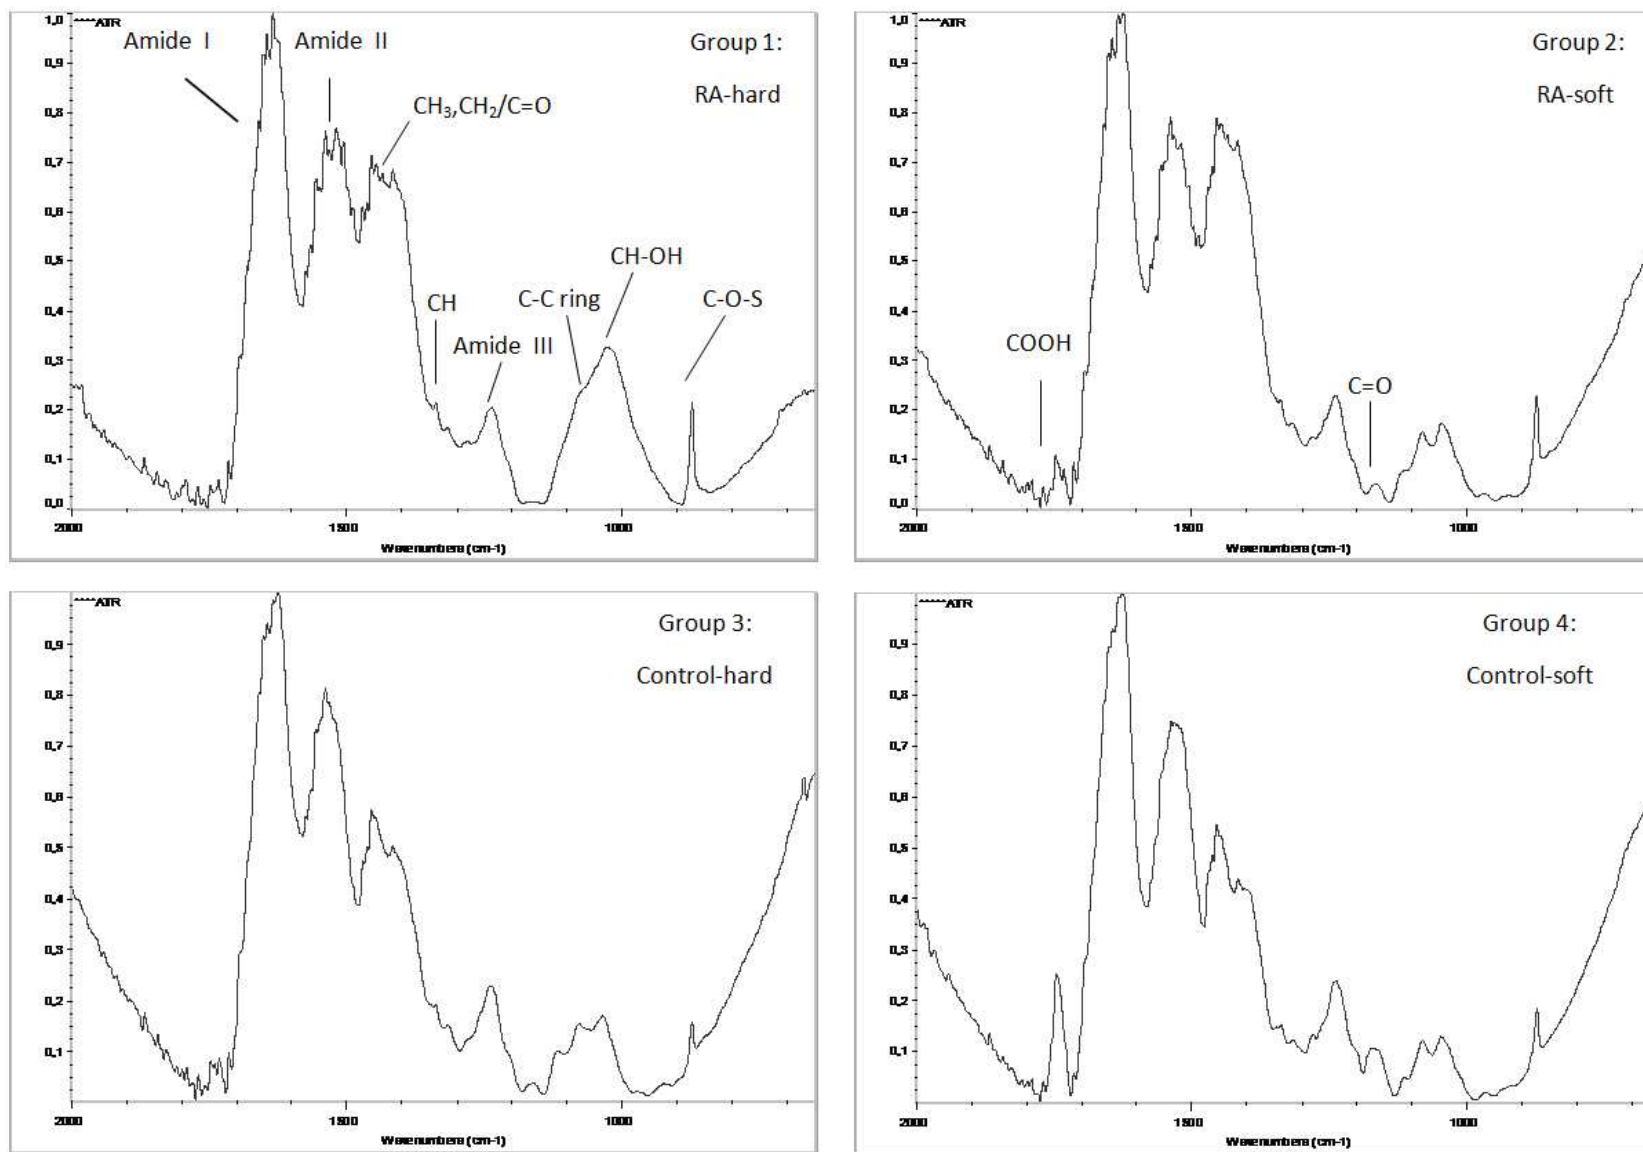 ****ATR
Amide I
Amide II
Group 1:
RA-hard
CH₃,CH₂/C=O
CH
C-C ring
CH-OH
C-O-S
Amide III
1,0
0,9
0,8
0,7
0,6
0,5
0,4
0,3
0,2
0,1
0,0
2000
1500
1000
Wavenumbers (cm-1)
****ATR
Group 2:
RA-soft
COOH
C=O
1,0
0,9
0,8
0,7
0,6
0,5
0,4
0,3
0,2
0,1
0,0
2000
1500
1000
Wavenumbers (cm-1)
****ATR
Group 3:
Control-hard
0,9
0,8
0,7
0,6
0,5
0,4
0,3
0,2
0,1
2000
1500
1000
Wavenumbers (cm-1)
****ATR
Group 4:
Control-soft
0,9
0,8
0,7
0,6
0,5
0,4
0,3
0,2
0,1
2000
1500
1000
Wavenumbers (cm-1)